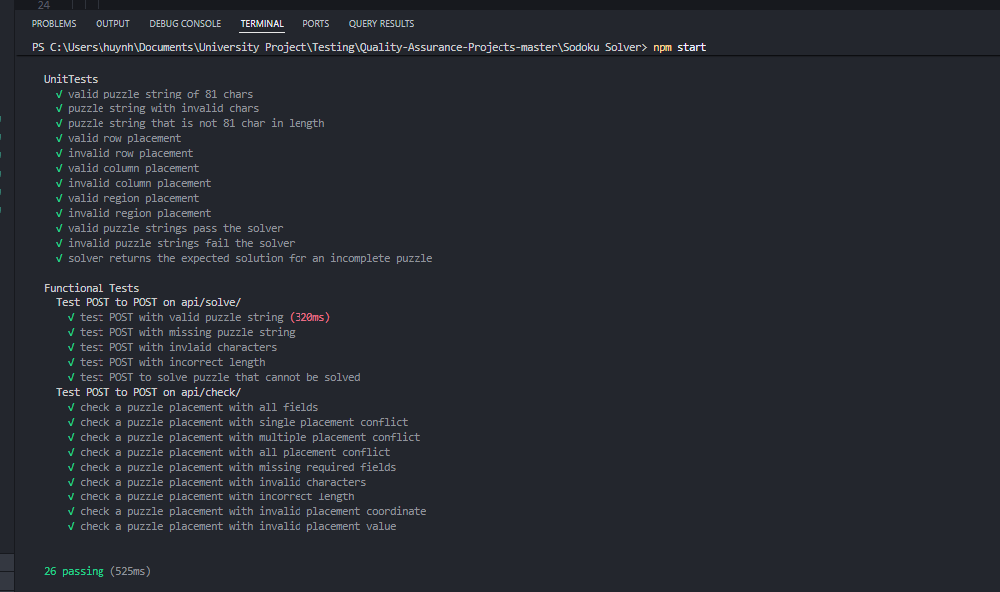 24
PROBLEMS OUTPUT DEBUG CONSOLE TERMINAL PORTS QUERY RESULTS
PS C:\Users\huynh\Documents\University Project\Testing\Quality-Assurance-Projects-master\Sodoku Solver> npm start
UnitTests
√ valid puzzle string of 81 chars
√ puzzle string with invalid chars
√ puzzle string that is not 81 char in length
√ valid row placement
√ invalid row placement
√ valid column placement
√ invalid column placement
√ valid region placement
√ invalid region placement
√ valid puzzle strings pass the solver
√ invalid puzzle strings fail the solver
√ solver returns the expected solution for an incomplete puzzle
Functional Tests
Test POST to POST on api/solve/
√ test POST with valid puzzle string (320ms)
√ test POST with missing puzzle string
√ test POST with invlaid characters
√ test POST with incorrect length
√ test POST to solve puzzle that cannot be solved
Test POST to POST on api/check/
√ check a puzzle placement with all fields
√ check a puzzle placement with single placement conflict
√ check a puzzle placement with multiple placement conflict
√ check a puzzle placement with all placement conflict
√ check a puzzle placement with missing required fields
√ check a puzzle placement with invalid characters
√ check a puzzle placement with incorrect length
√ check a puzzle placement with invalid placement coordinate
√ check a puzzle placement with invalid placement value
26 passing (525ms)